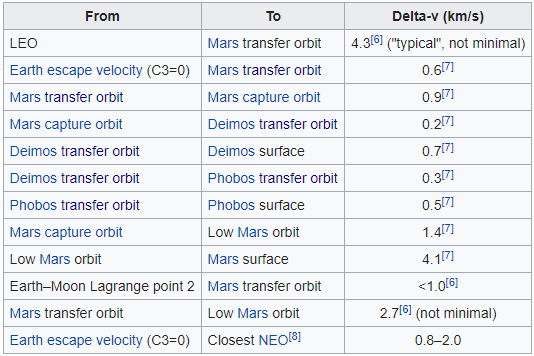 From To Delta-v (km/s)
LEO Mars transfer orbit 4.3[6] ("typical", not minimal)
Earth escape velocity (C3=0) Mars transfer orbit 0.6[7]
Mars transfer orbit Mars capture orbit 0.9[7]
Mars capture orbit Deimos transfer orbit 0.2[7]
Deimos transfer orbit Deimos surface 0.7[7]
Deimos transfer orbit Phobos transfer orbit 0.3[7]
Phobos transfer orbit Phobos surface 0.5[7]
Mars capture orbit Low Mars orbit 1.4[7]
Low Mars orbit Mars surface 4.1[7]
Earth–Moon Lagrange point 2 Mars transfer orbit <1.0[6]
Mars transfer orbit Low Mars orbit 2.7[6] (not minimal)
Earth escape velocity (C3=0) Closest NEO[8] 0.8–2.0